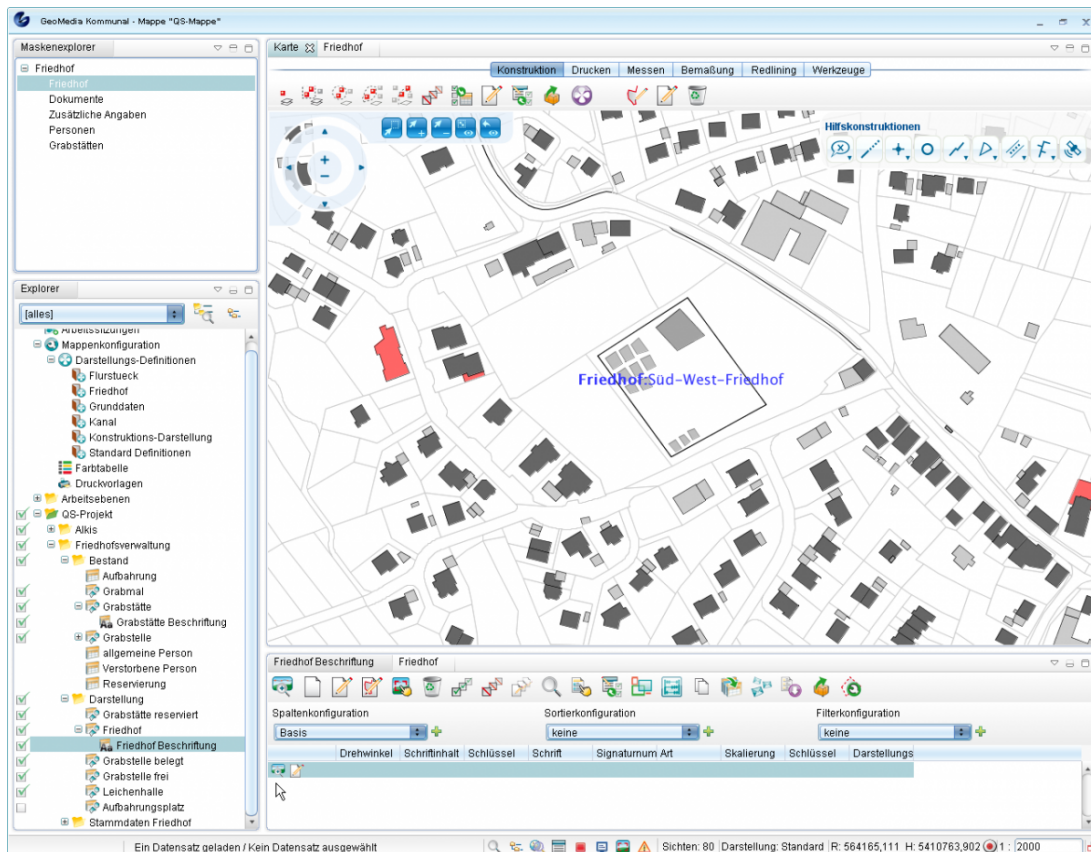 GeoMedia Kommunal - Mappe "QS-Mappe"
Maskenexplorer
Friedhof
Friedhof
Dokumente
Zusätzliche Angaben
Personen
Grabstätten
Explorer
[alles]
Arbeitssitzungen
Mappenkonfiguration
Darstellungs-Definitionen
Flurstueck
Friedhof
Grunddaten
Kanal
Konstruktions-Darstellung
Standard Definitionen
Farbtabelle
Druckvorlagen
Arbeitsebenen
QS-Projekt
Alkis
Friedhofsverwaltung
Bestand
Aufbahrung
Grabmal
Grabstätte
Grabstätte Beschriftung
Grabstelle
allgemeine Person
Verstorbene Person
Reservierung
Darstellung
Grabstätte reserviert
Friedhof
Friedhof Beschriftung
Grabstelle belegt
Grabstelle frei
Leichenhalle
Aufbahrungsplatz
Stammdaten Friedhof
Karte Friedhof
Konstruktion Drucken Messen Bemaßung Redlining Werkzeuge
Hilfskonstruktionen
Friedhof:Süd-West-Friedhof
Friedhof Beschriftung Friedhof
Spaltenkonfiguration Sortierkonfiguration Filterkonfiguration
Basis keine keine
Drehwinkel Schriftinhalt Schlüssel Schrift Signaturnum Art Skalierung Schlüssel Darstellungs
Ein Datensatz geladen / Kein Datensatz ausgewählt Sichten: 80 Darstellung: Standard R: 564165,111 H: 5410763,902 1 : 2000